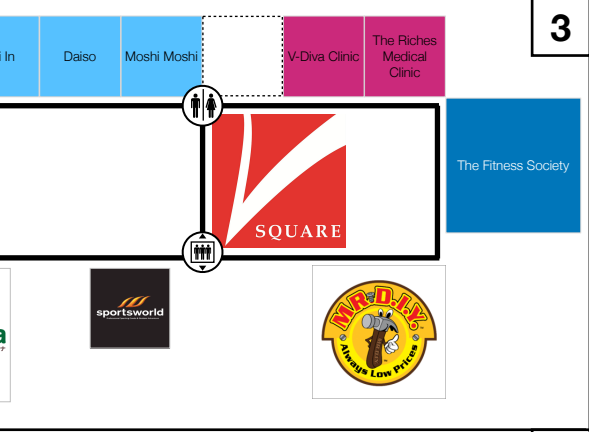 3
i In
Daiso
Moshi Moshi
V-Diva Clinic
The Riches
Medical
Clinic
The Fitness Society
SQUARE
sportsworld
a
MR.D.I.Y.
Always Low Prices